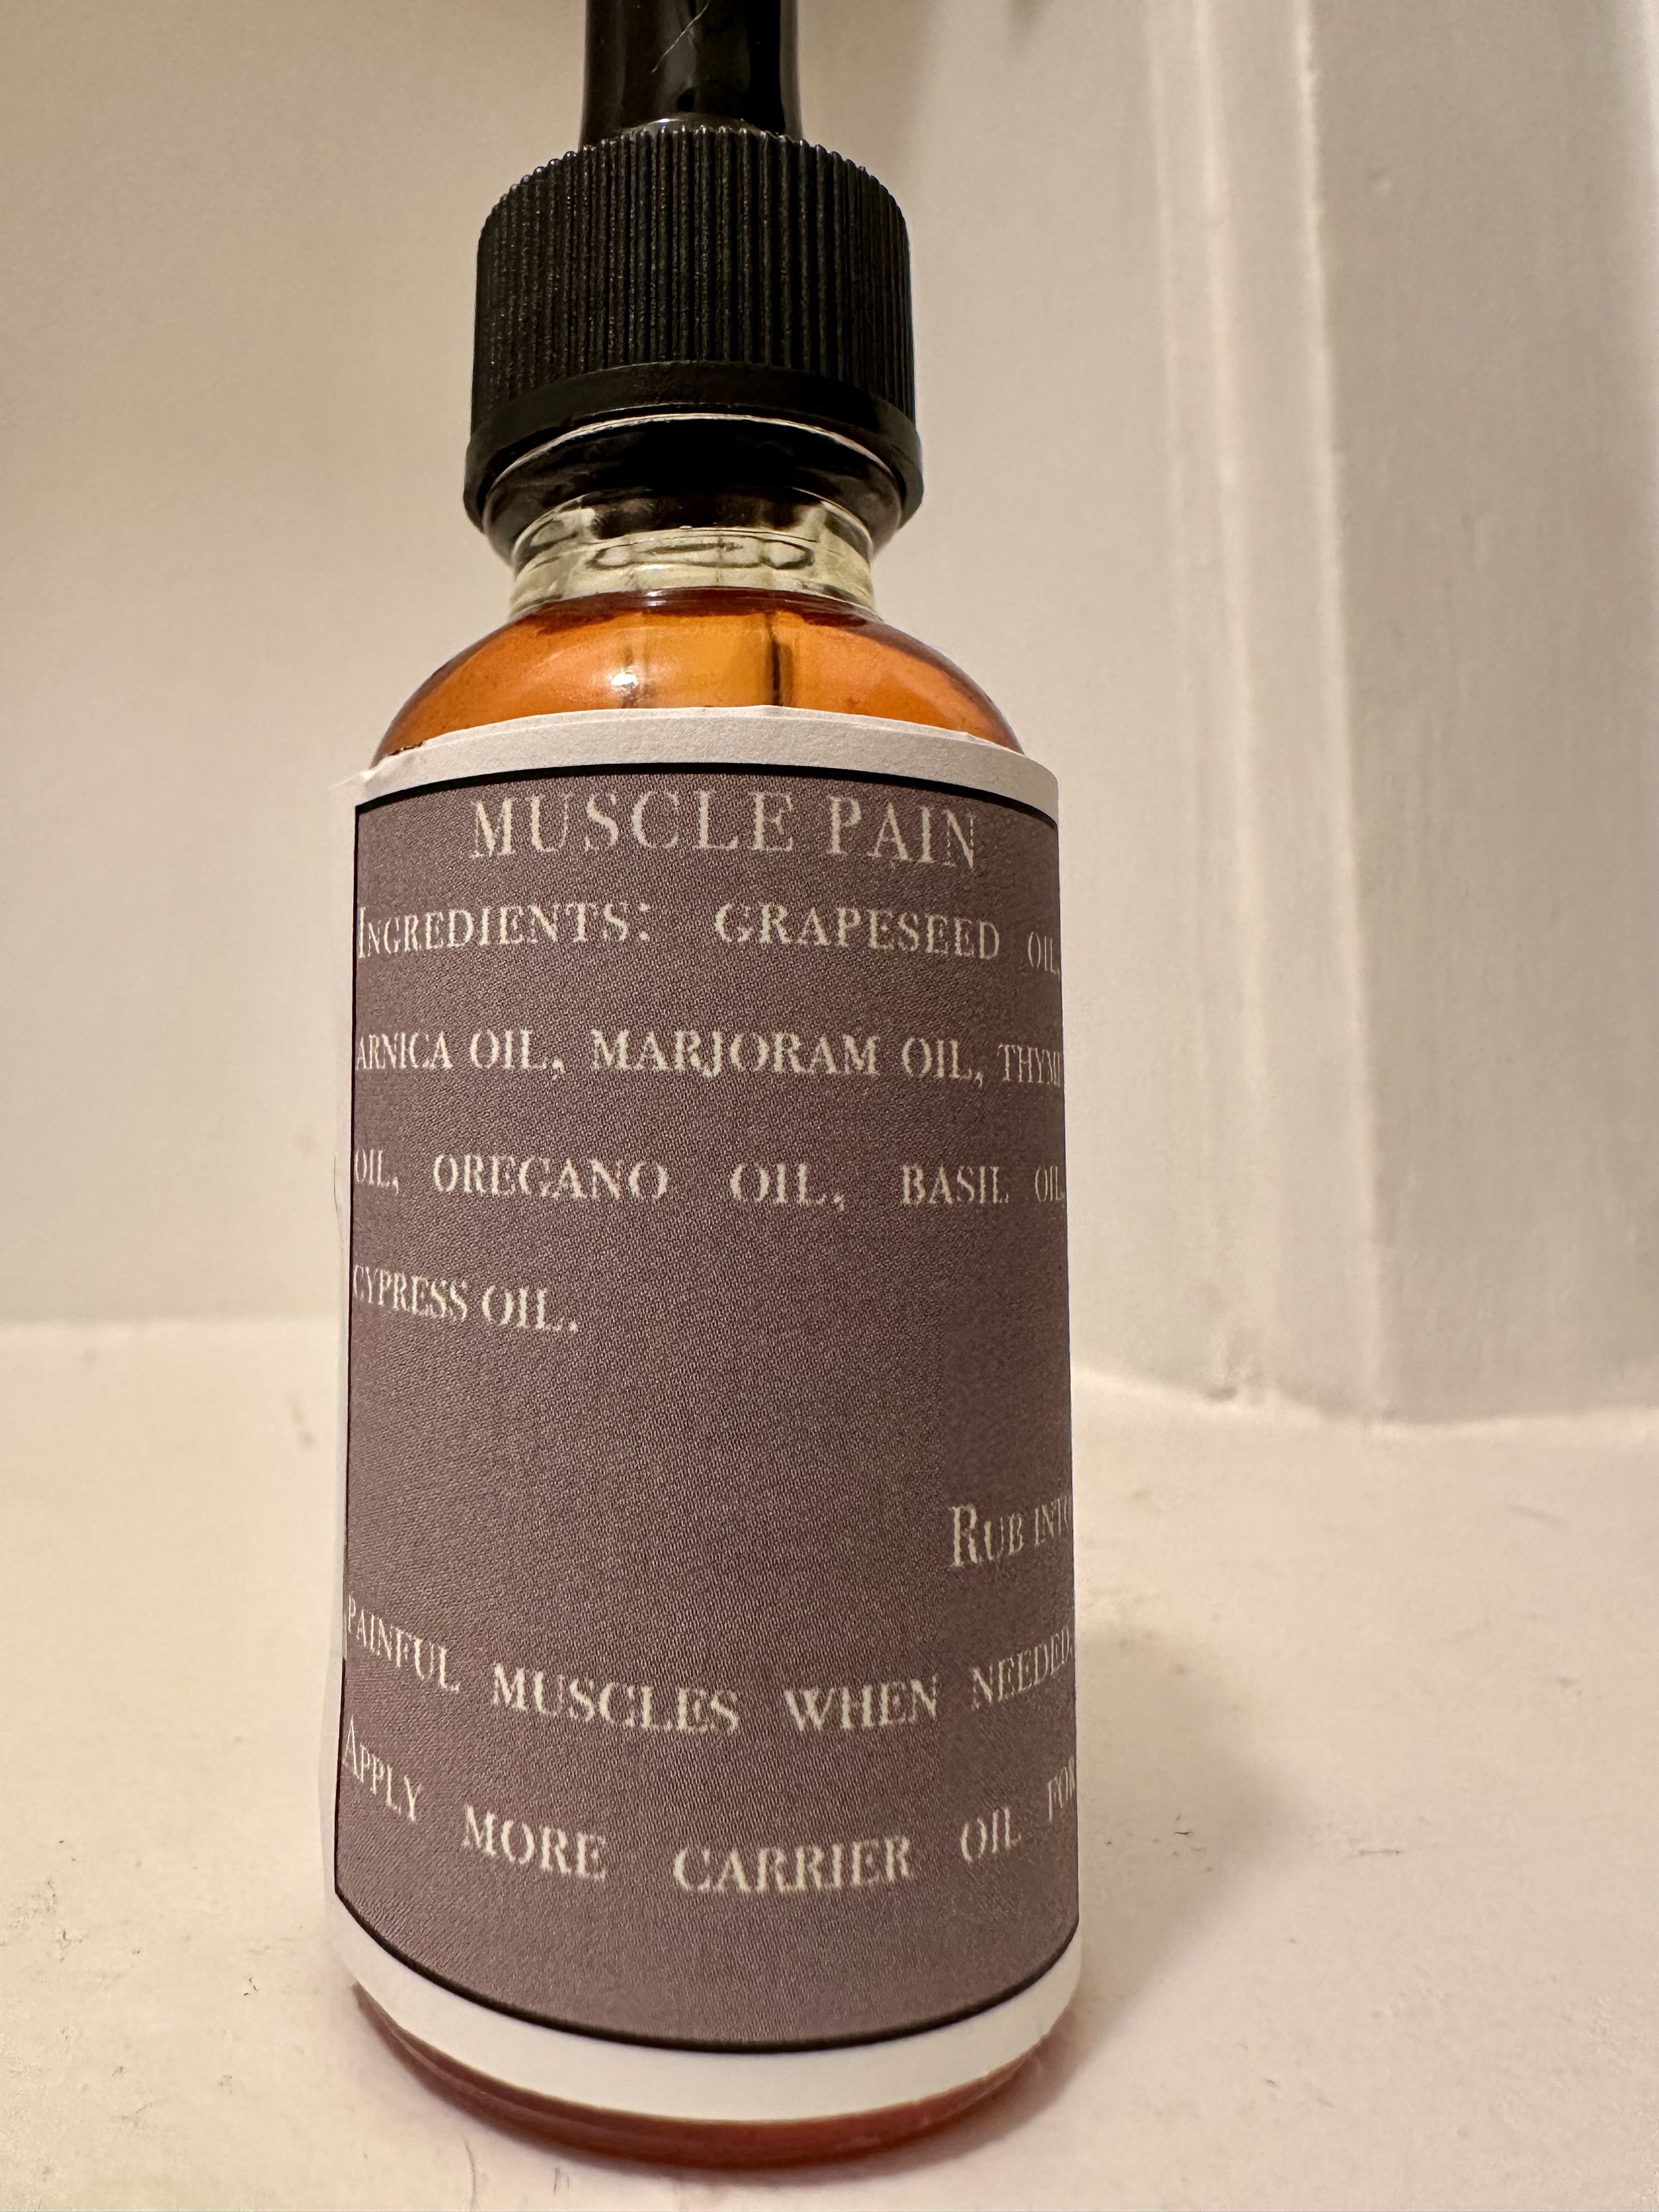 MUSCLE PAIN
INGREDIENTS: GRAPESEED OIL,
ARNICA OIL, MARJORAM OIL, THYME
OIL, OREGANO OIL, BASIL OIL,
CYPRESS OIL.
RUB INTO
PAINFUL MUSCLES WHEN NEEDED.
APPLY MORE CARRIER OIL FOR